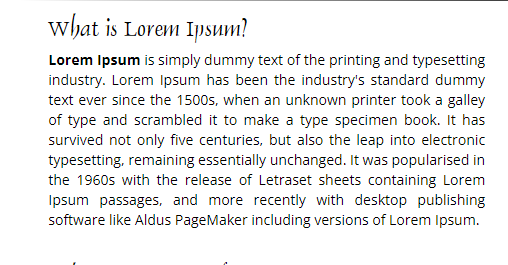 What is Lorem Ipsum?
Lorem Ipsum is simply dummy text of the printing and typesetting
industry. Lorem Ipsum has been the industry's standard dummy
text ever since the 1500s, when an unknown printer took a galley
of type and scrambled it to make a type specimen book. It has
survived not only five centuries, but also the leap into electronic
typesetting, remaining essentially unchanged. It was popularised in
the 1960s with the release of Letraset sheets containing Lorem
Ipsum passages, and more recently with desktop publishing
software like Aldus PageMaker including versions of Lorem Ipsum.